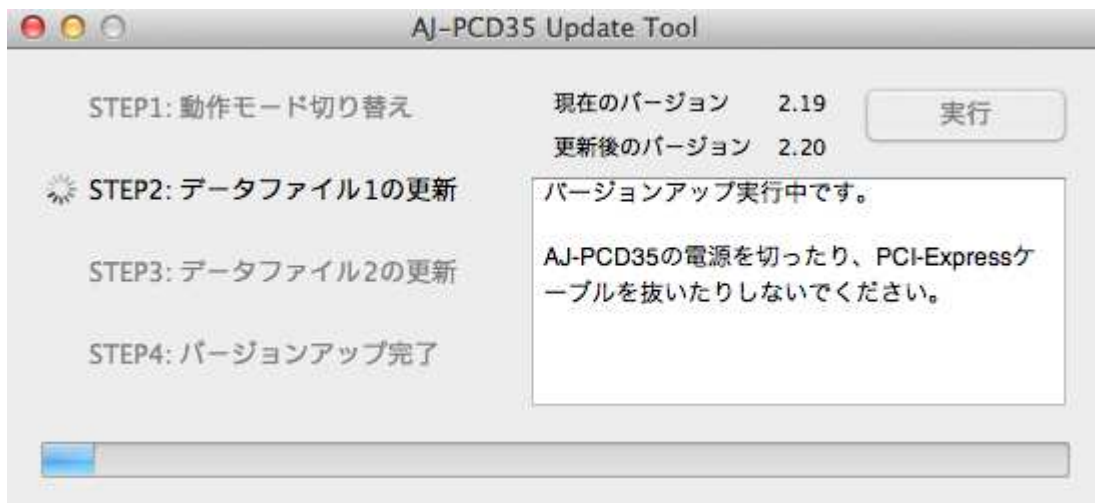 AJ-PCD35 Update Tool
STEP1: 動作モード切り替え
現在のバージョン 2.19
実行
更新後のバージョン 2.20
STEP2: データファイル1の更新
バージョンアップ実行中です。
AJ-PCD35の電源を切ったり、PCI-Expressケ
ーブルを抜いたりしないでください。
STEP3: データファイル2の更新
STEP4: バージョンアップ完了